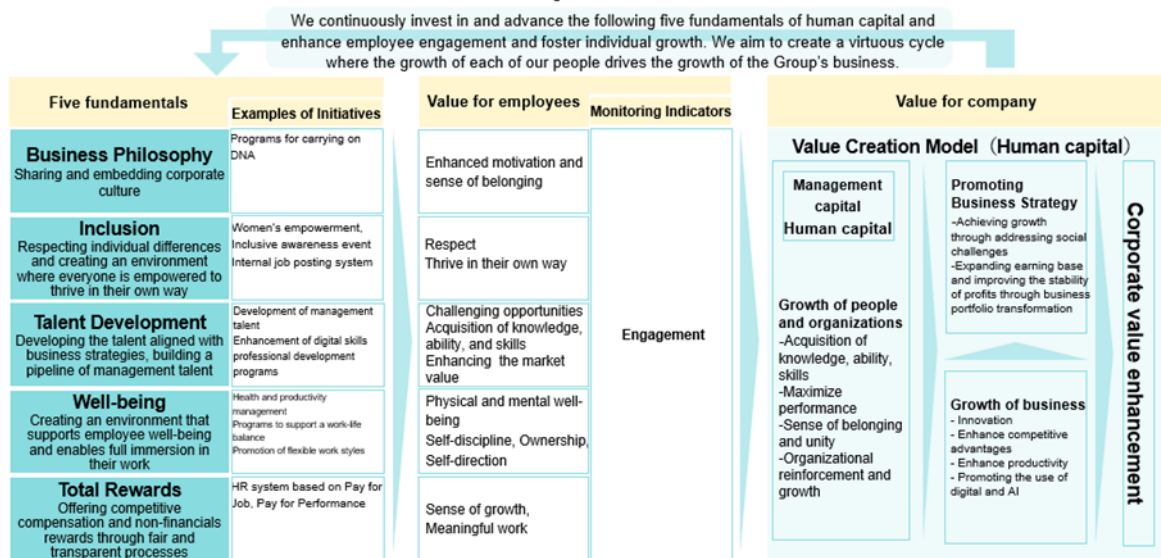 We continuously invest in and advance the following five fundamentals of human capital and
enhance employee engagement and foster individual growth. We aim to create a virtuous cycle
where the growth of each of our people drives the growth of the Group's business.
Five fundamentals
Examples of Initiatives
Value for employees
Monitoring Indicators
Value for company
Business Philosophy
Sharing and embedding corporate
culture
Programs for carrying on
DNA
Enhanced motivation and
sense of belonging
Inclusion
Respecting individual differences
and creating an environment
where everyone is empowered to
thrive in their own way
Women's empowerment,
Inclusive awareness event
Internal job posting system
Respect
Thrive in their own way
Talent Development
Developing the talent aligned with
business strategies, building a
pipeline of management talent
Development of management
talent
Enhancement of digital skills
professional development
programs
Challenging opportunities
Acquisition of knowledge,
ability, and skills
Enhancing the market
value
Well-being
Creating an environment that
supports employee well-being
and enables full immersion in
their work
Health and productivity
management
Programs to support a work-life
balance
Promotion of flexible work styles
Physical and mental well-
being
Self-discipline, Ownership,
Self-direction
Total Rewards
Offering competitive
compensation and non-financials
rewards through fair and
transparent processes
HR system based on Pay for
Job, Pay for Performance
Sense of growth,
Meaningful work
Engagement
Value Creation Model（Human capital）
Management
capital
Human capital
Growth of people
and organizations
-Acquisition of
knowledge, ability,
skills
-Maximize
performance
-Sense of belonging
and unity
-Organizational
reinforcement and
growth
Promoting
Business Strategy
-Achieving growth
through addressing social
challenges
-Expanding earning base
and improving the stability
of profits through business
portfolio transformation
Growth of business
- Innovation
- Enhance competitive
advantages
- Enhance productivity
- Promoting the use of
digital and AI
Corporate value enhancement